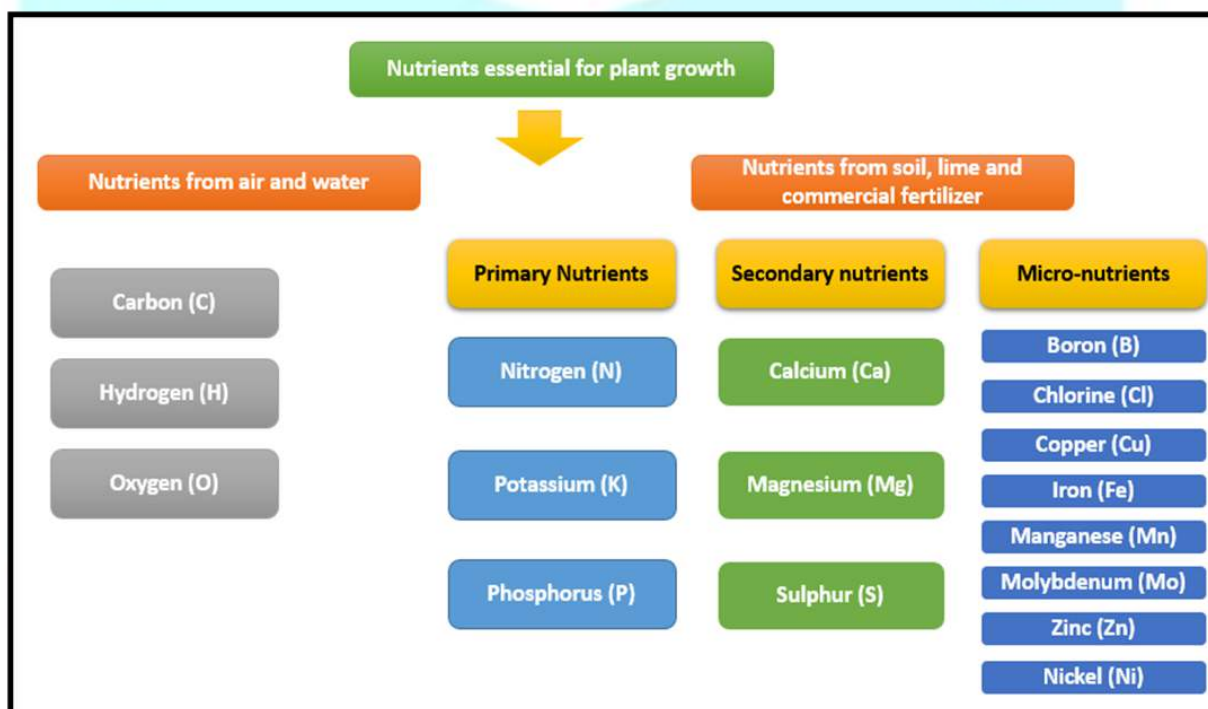 Nutrients essential for plant growth
Nutrients from air and water
Carbon (C)
Hydrogen (H)
Oxygen (O)
Nutrients from soil, lime and
commercial fertilizer
Primary Nutrients
Nitrogen (N)
Potassium (K)
Phosphorus (P)
Secondary nutrients
Calcium (Ca)
Magnesium (Mg)
Sulphur (S)
Micro-nutrients
Boron (B)
Chlorine (Cl)
Copper (Cu)
Iron (Fe)
Manganese (Mn)
Molybdenum (Mo)
Zinc (Zn)
Nickel (Ni)